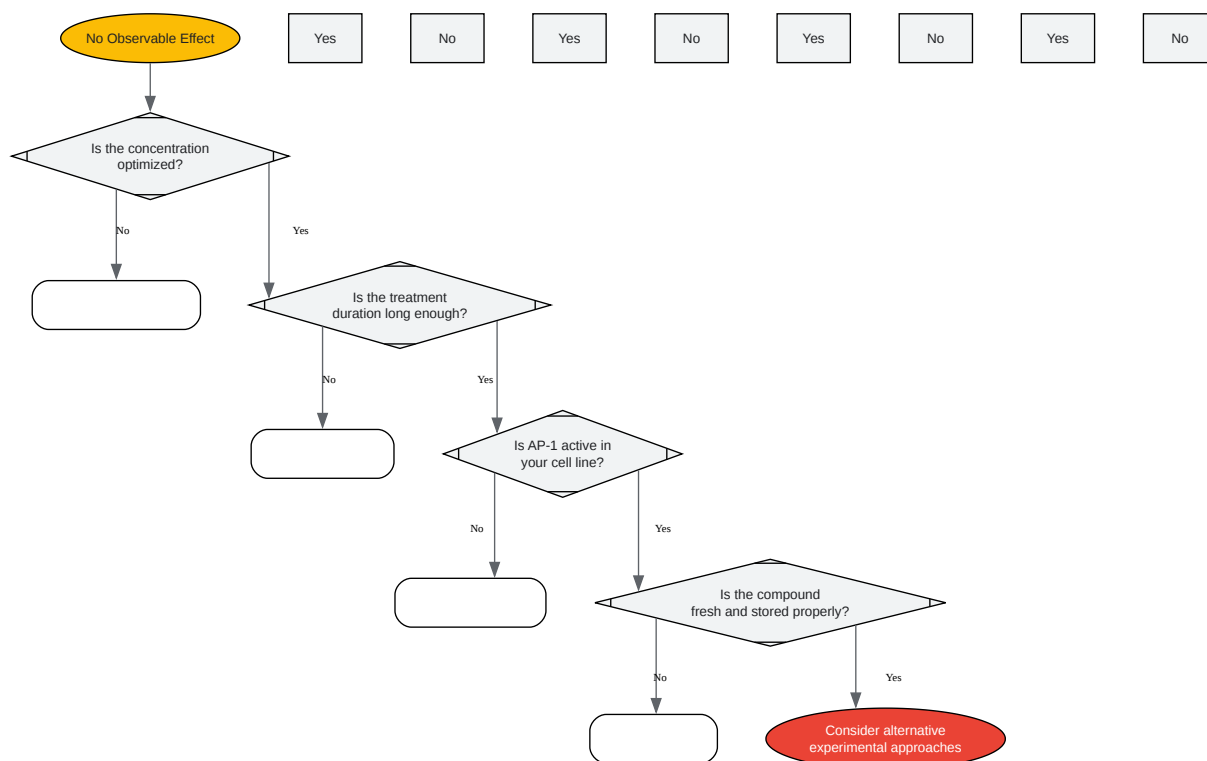 No Observable Effect
Yes
No
Yes
No
Yes
No
Yes
No
Is the concentration
optimized?
No
Yes
Is the treatment
duration long enough?
No
Yes
Is AP-1 active in
your cell line?
No
Yes
Is the compound
fresh and stored properly?
No
Yes
Consider alternative
experimental approaches